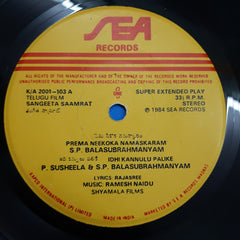 SEA
RECORDS
ALL RIGHTS OF THE MANUFACTURER AND OF THE OWNER OF THE RECORDED WORK RESERVED
UNAUTHORISED PUBLIC PERFORMANCE BROADCASTING AND COPYING OF THIS RECORD PROHIBITED
K/A 2001-103 A
TELUGU FILM
SANGEETA SAAMRAT
SUPER EXTENDED PLAY
33⅓ R.P.M.
STEREO
℗ 1984 SEA RECORDS
SIDE
ONE
PREMA NEEKOKA NAMASKARAM
S.P. BALASUBRAHMANYAM
IDHI KANNULU PALIKE
P. SUSHEELA & S.P. BALASUBRAHMANYAM
LYRICS: RAJASREE
MUSIC: RAMESH NAIDU
SHYAMALA FILMS
MADE IN INDIA